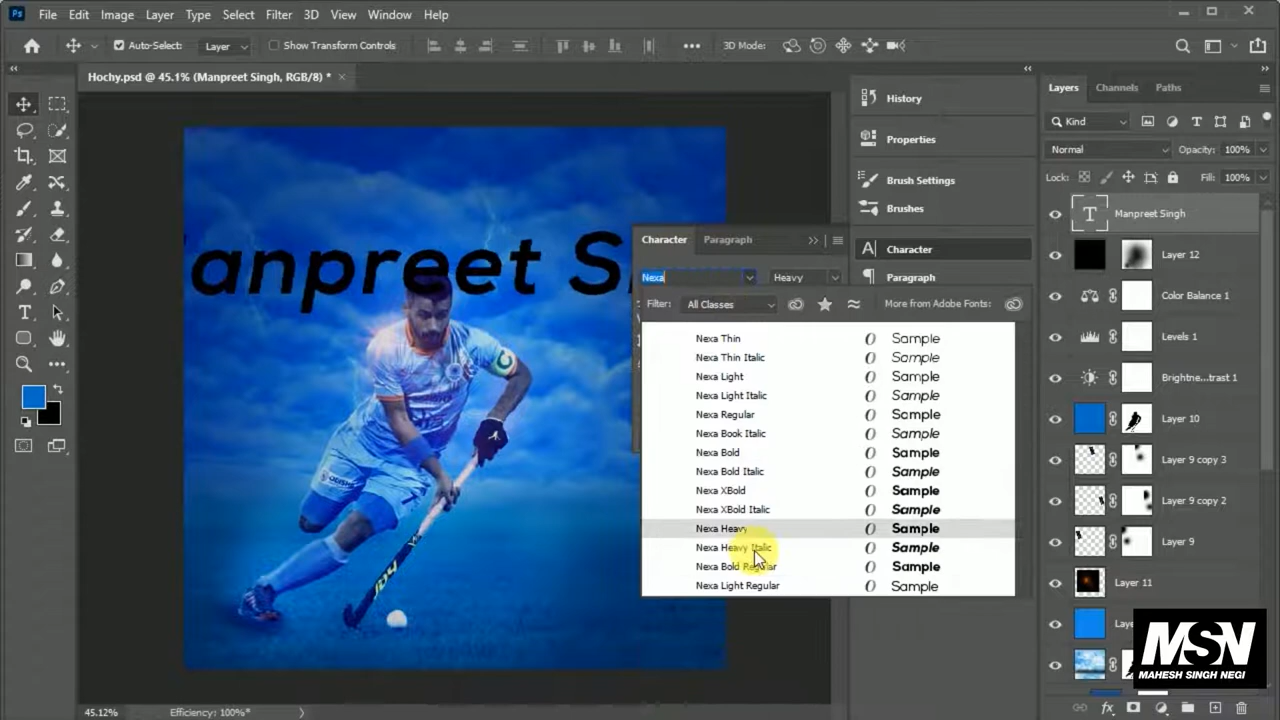 Ps File Edit Image Layer Type Select Filter 3D View Window Help
Auto-Select: Layer Show Transform Controls 3D Mode:
Hochy.psd @ 45.1% (Manpreet Singh, RGB/8) *
History
Properties
Brush Settings
Brushes
Character
Paragraph
anpreet S
Character Paragraph
Nexa Heavy
Filter: All Classes More from Adobe Fonts:
Nexa Thin Sample
Nexa Thin Italic Sample
Nexa Light Sample
Nexa Light Italic Sample
Nexa Regular Sample
Nexa Book Italic Sample
Nexa Bold Sample
Nexa Bold Italic Sample
Nexa XBold Sample
Nexa XBold Italic Sample
Nexa Heavy Sample
Nexa Heavy Italic Sample
Nexa Bold Regular Sample
Nexa Light Regular Sample
Layers Channels Paths
Kind
Normal Opacity: 100%
Lock: Fill: 100%
Manpreet Singh
Layer 12
Color Balance 1
Levels 1
Brightne...trast 1
Layer 10
Layer 9 copy 3
Layer 9 copy 2
Layer 9
Layer 11
MSN
MAHESH SINGH NEGI
45.12% Efficiency: 100%*